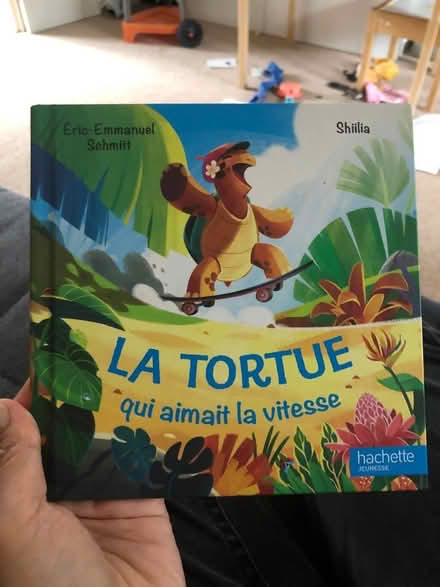 Éric-Emmanuel
Schmitt
Shiilia
LA TORTUE
qui aimait la vitesse
hachette
JEUNESSE